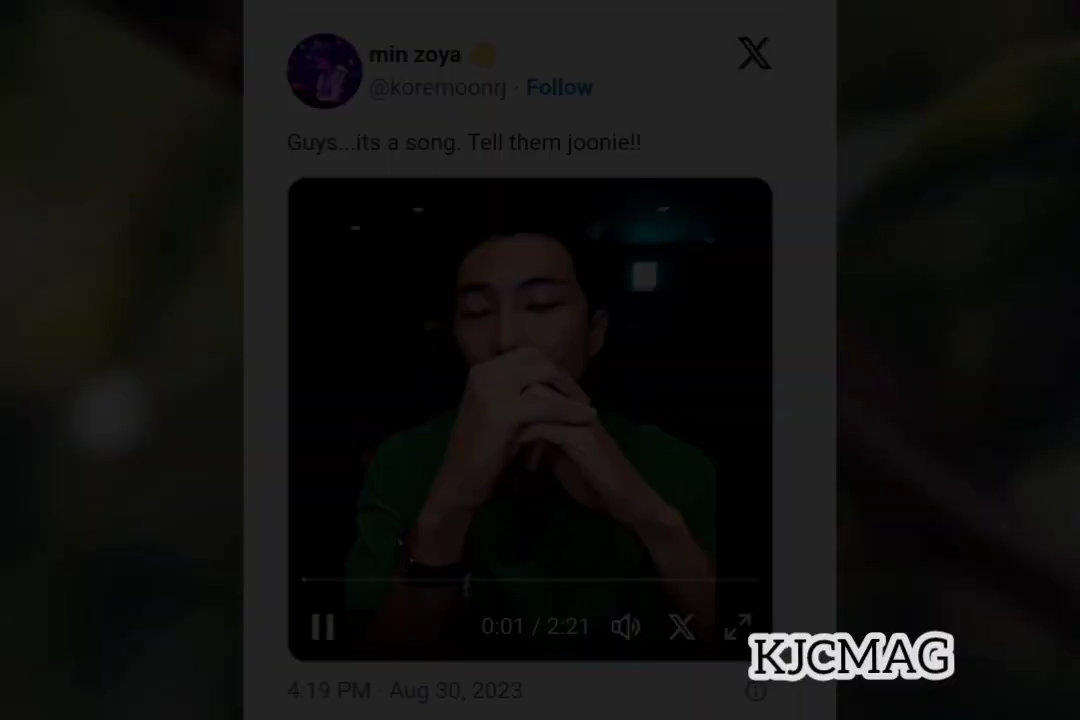 min zoya
@koremoonrj · Follow
Guys...its a song. Tell them joonie!!
0:01 / 2:21
4:19 PM · Aug 30, 2023
KJCMAG